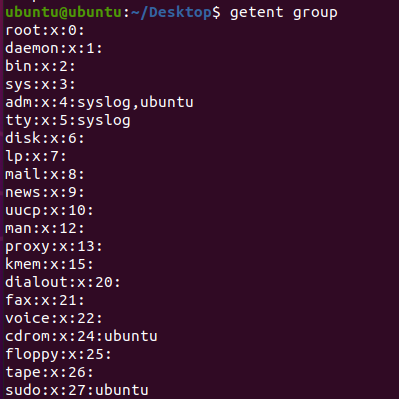 ubuntu@ubuntu:~/Desktop$ getent group
root:x:0:
daemon:x:1:
bin:x:2:
sys:x:3:
adm:x:4:syslog,ubuntu
tty:x:5:syslog
disk:x:6:
lp:x:7:
mail:x:8:
news:x:9:
uucp:x:10:
man:x:12:
proxy:x:13:
kmem:x:15:
dialout:x:20:
fax:x:21:
voice:x:22:
cdrom:x:24:ubuntu
floppy:x:25:
tape:x:26:
sudo:x:27:ubuntu